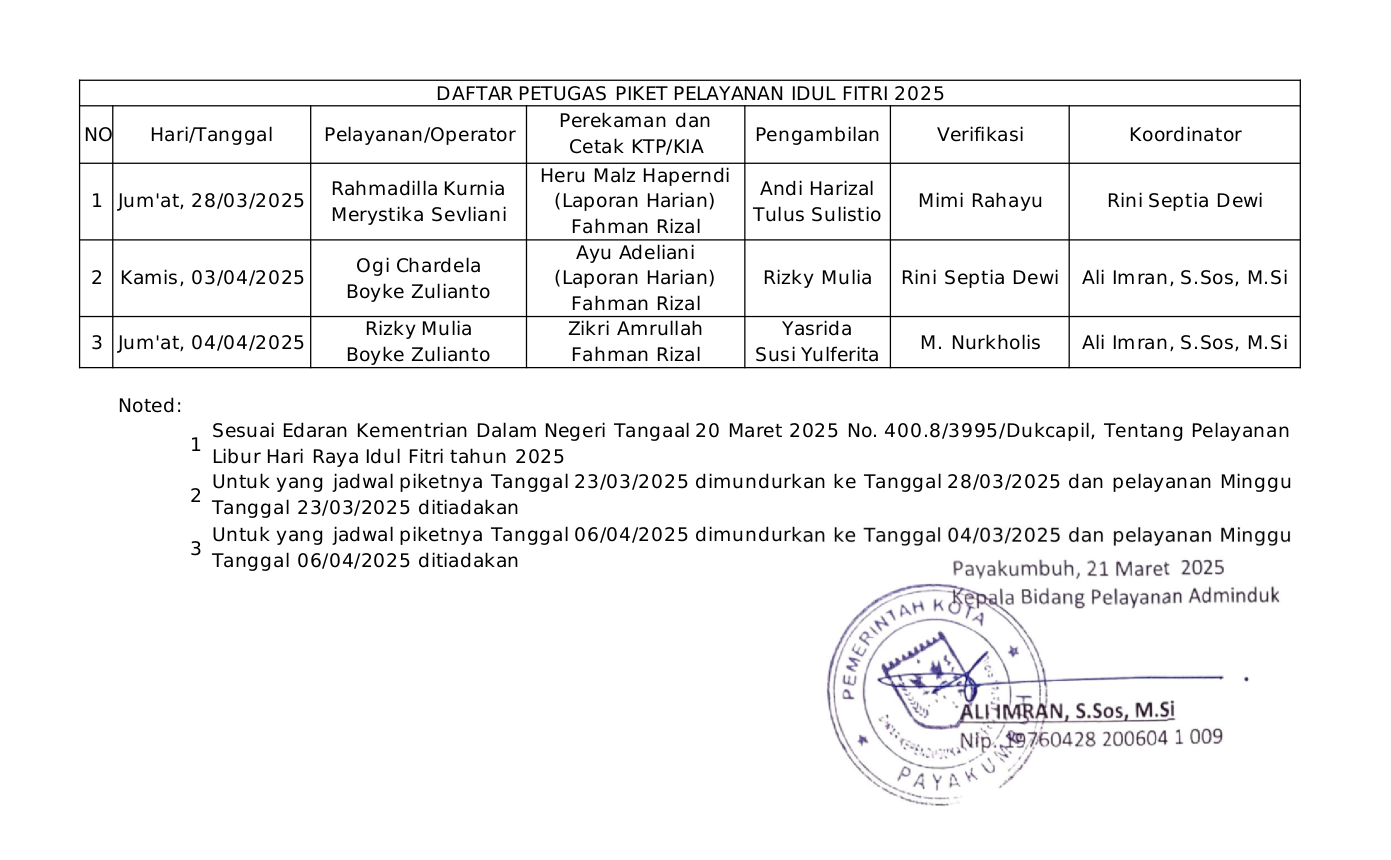 DAFTAR PETUGAS PIKET PELAYANAN IDUL FITRI 2025
NO Hari/Tanggal Pelayanan/Operator Perekaman dan Cetak KTP/KIA Pengambilan Verifikasi Koordinator
1 Jum'at, 28/03/2025 Rahmadilla Kurnia Merystika Sevliani Heru Malz Haperndi (Laporan Harian) Fahman Rizal Andi Harizal Tulus Sulistio Mimi Rahayu Rini Septia Dewi
2 Kamis, 03/04/2025 Ogi Chardela Boyke Zulianto Ayu Adeliani (Laporan Harian) Fahman Rizal Rizky Mulia Rini Septia Dewi Ali Imran, S.Sos, M.Si
3 Jum'at, 04/04/2025 Rizky Mulia Boyke Zulianto Zikri Amrullah Fahman Rizal Yasrida Susi Yulferita M. Nurkholis Ali Imran, S.Sos, M.Si
Noted:
1 Sesuai Edaran Kementrian Dalam Negeri Tangaal 20 Maret 2025 No. 400.8/3995/Dukcapil, Tentang Pelayanan
Libur Hari Raya Idul Fitri tahun 2025
2 Untuk yang jadwal piketnya Tanggal 23/03/2025 dimundurkan ke Tanggal 28/03/2025 dan pelayanan Minggu
Tanggal 23/03/2025 ditiadakan
3 Untuk yang jadwal piketnya Tanggal 06/04/2025 dimundurkan ke Tanggal 04/03/2025 dan pelayanan Minggu
Tanggal 06/04/2025 ditiadakan
Payakumbuh, 21 Maret 2025
Kepala Bidang Pelayanan Adminduk
PEMERINTAH KOTA
PAYAKUMBUH
ALI IMRAN, S.Sos, M.Si
Nip. 19760428 200604 1 009